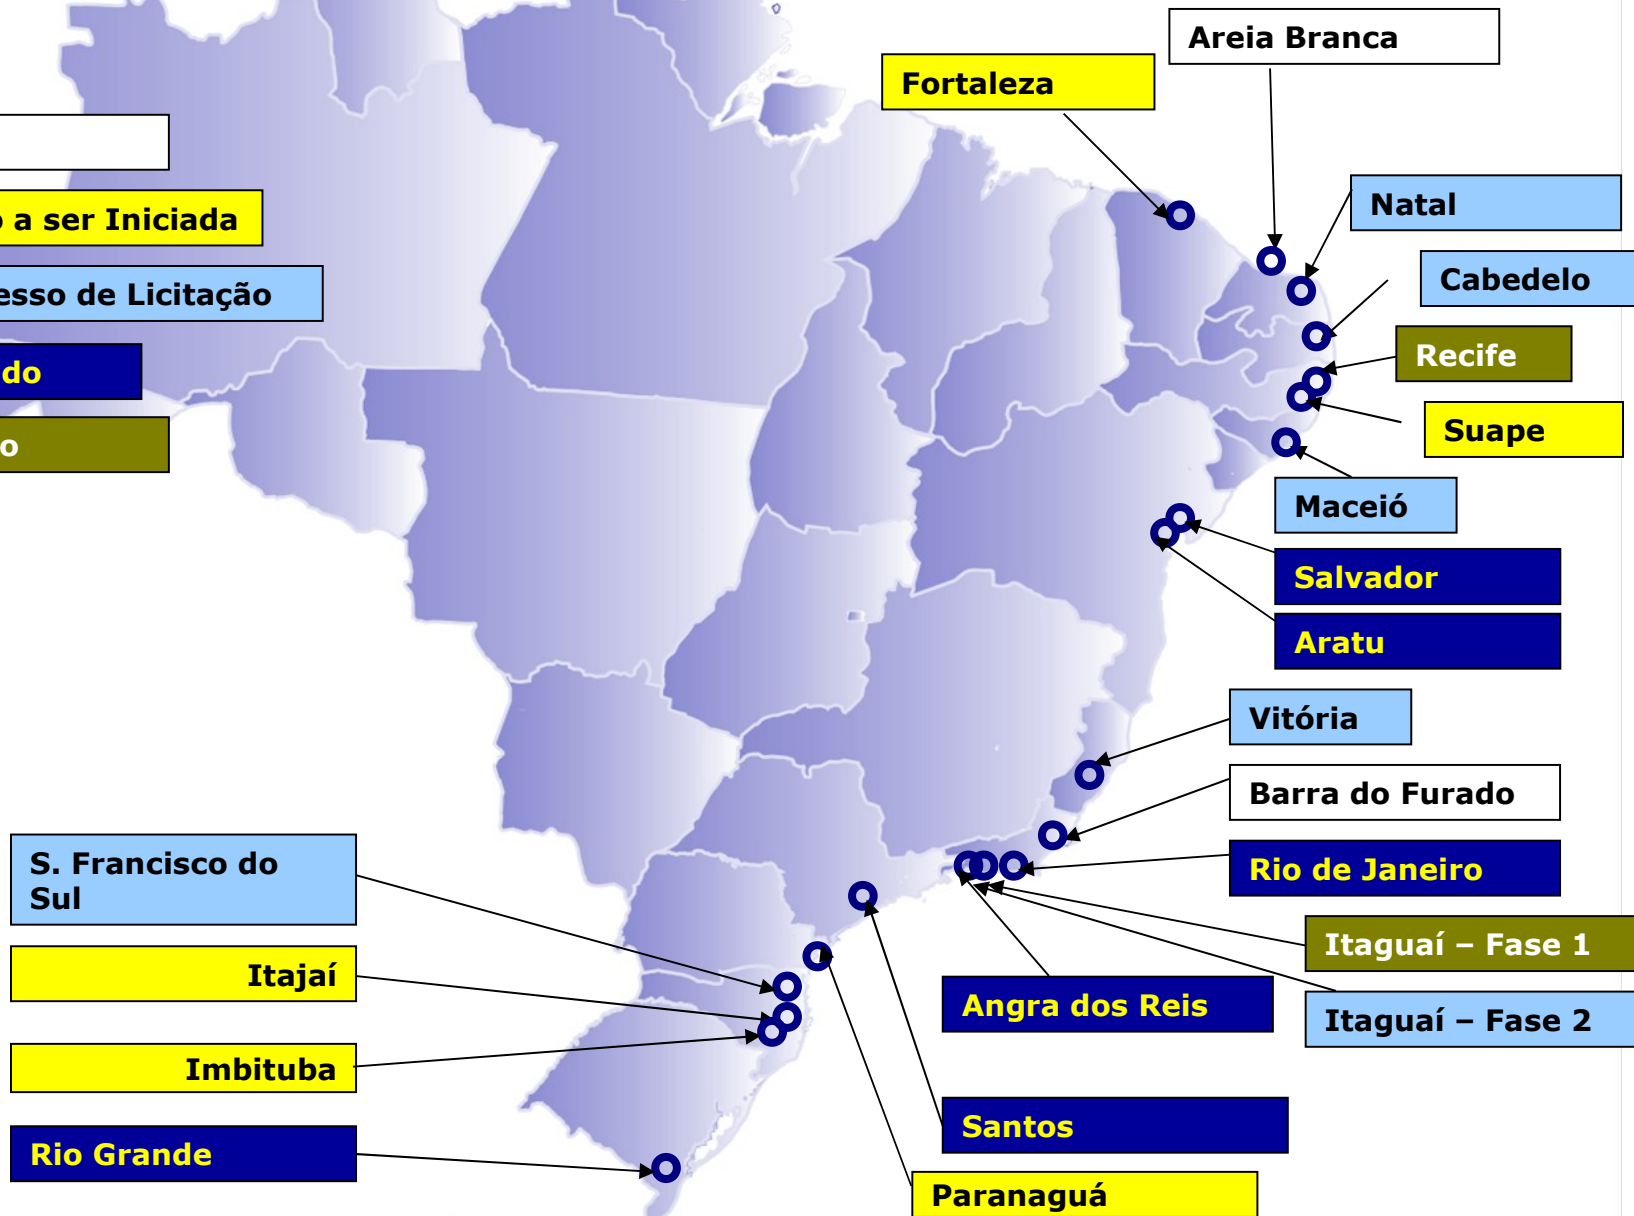 Areia Branca
Fortaleza
Natal
a ser Iniciada
Cabedelo
de Licitação
Recife
do
Suape
o
Maceió
Salvador
Aratu
Vitória
Barra do Furado
S. Francisco do
Sul
Rio de Janeiro
Itaguaí – Fase 1
Itajaí
Angra dos Reis
Itaguaí – Fase 2
Imbituba
Santos
Rio Grande
Paranaguá